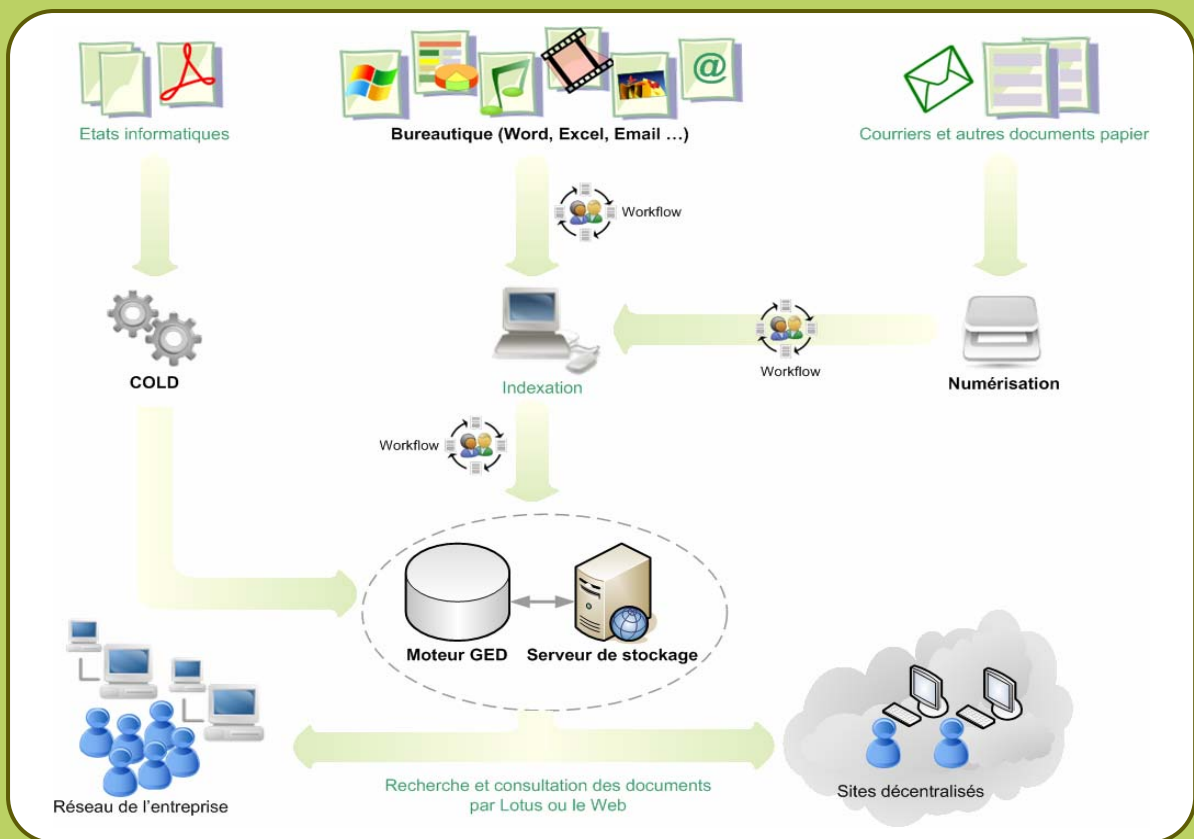 Etats informatiques
@
Bureautique (Word, Excel, Email ...)
Courriers et autres documents papier
Workflow
COLD
Indexation
Workflow
Numérisation
Workflow
Moteur GED
Serveur de stockage
Réseau de l'entreprise
Recherche et consultation des documents
par Lotus ou le Web
Sites décentralisés